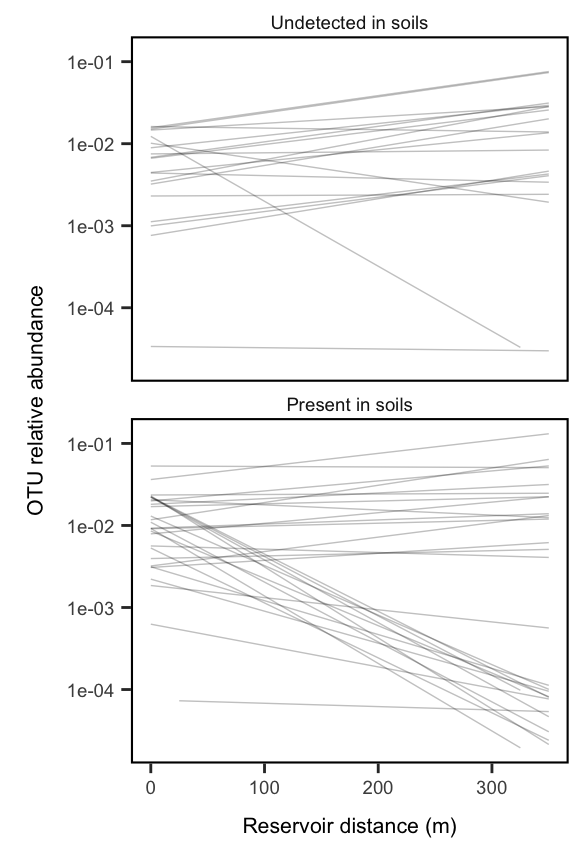 Undetected in soils
1e-01
1e-02
1e-03
1e-04
OTU relative abundance
Present in soils
1e-01
1e-02
1e-03
1e-04
0 100 200 300
Reservoir distance (m)